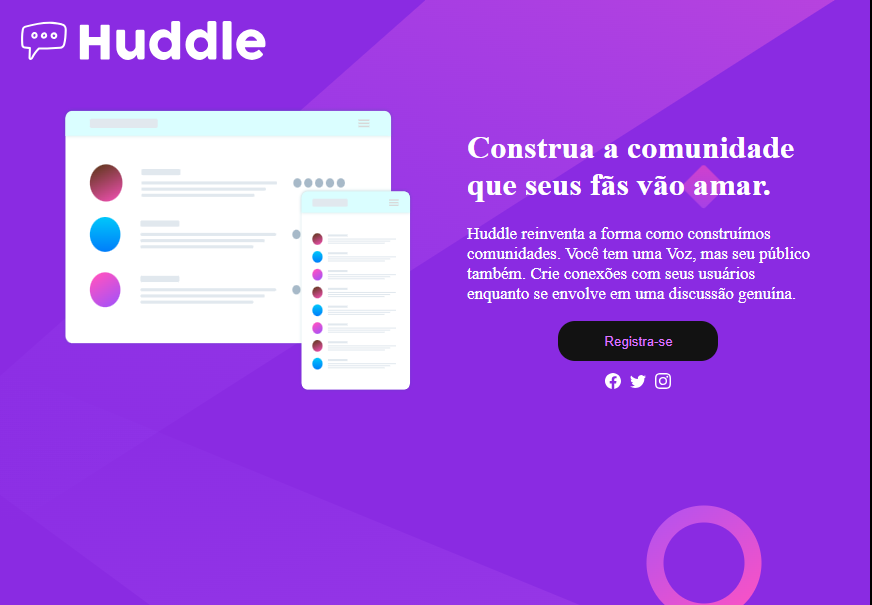 Huddle
Construa a comunidade
que seus fãs vão amar.
Huddle reinventa a forma como construímos
comunidades. Você tem uma Voz, mas seu público
também. Crie conexões com seus usuários
enquanto se envolve em uma discussão genuína.
Registra-se